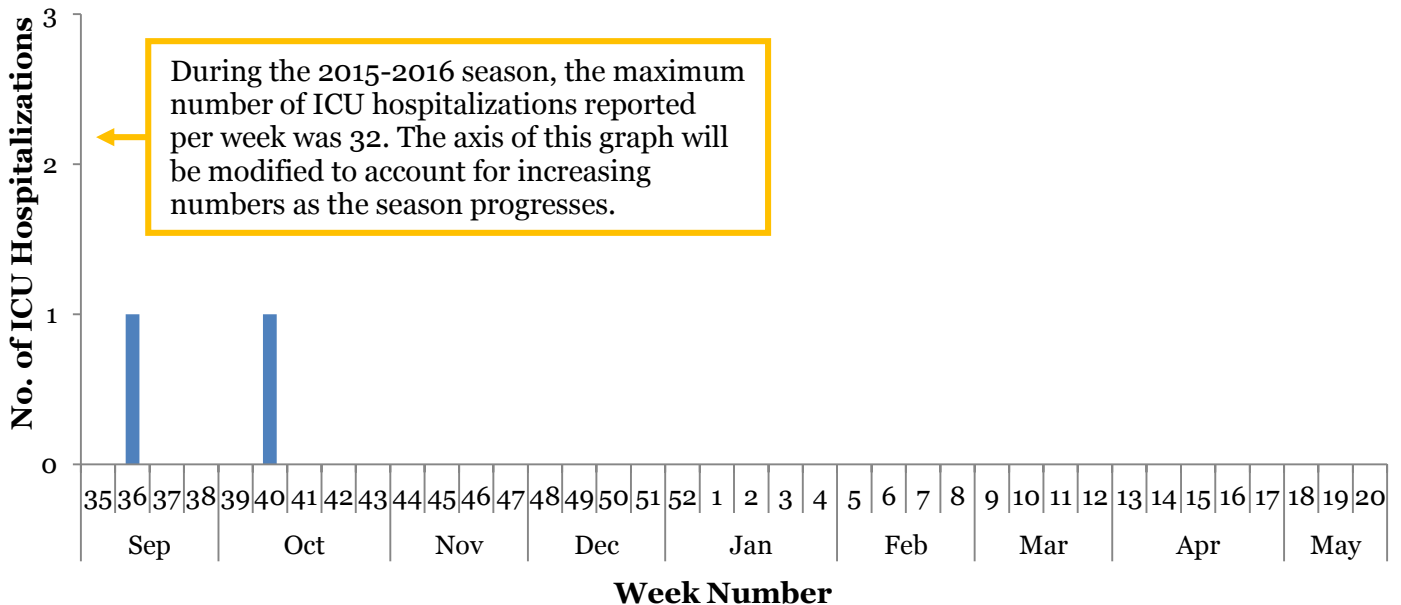 No. of ICU Hospitalizations
3
2
1
0
During the 2015-2016 season, the maximum
number of ICU hospitalizations reported
per week was 32. The axis of this graph will
be modified to account for increasing
numbers as the season progresses.
35 36 37 38 39 40 41 42 43 44 45 46 47 48 49 50 51 52 1 2 3 4 5 6 7 8 9 10 11 12 13 14 15 16 17 18 19 20
Sep Oct Nov Dec Jan Feb Mar Apr May
Week Number